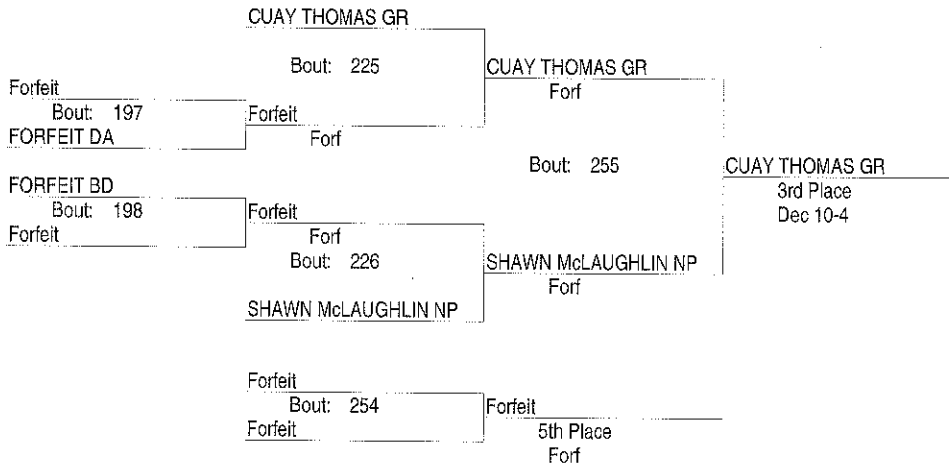 CUAY THOMAS GR
Bout: 225
CUAY THOMAS GR
Forf
Forfeit
Bout: 197
FORFEIT DA
Forfeit
Forf
Bout: 255
CUAY THOMAS GR
3rd Place
Dec 10-4
FORFEIT BD
Bout: 198
Forfeit
Forfeit
Forf
Bout: 226
SHAWN McLAUGHLIN NP
Forf
SHAWN McLAUGHLIN NP
Forfeit
Bout: 254
Forfeit
Forfeit
5th Place
Forf